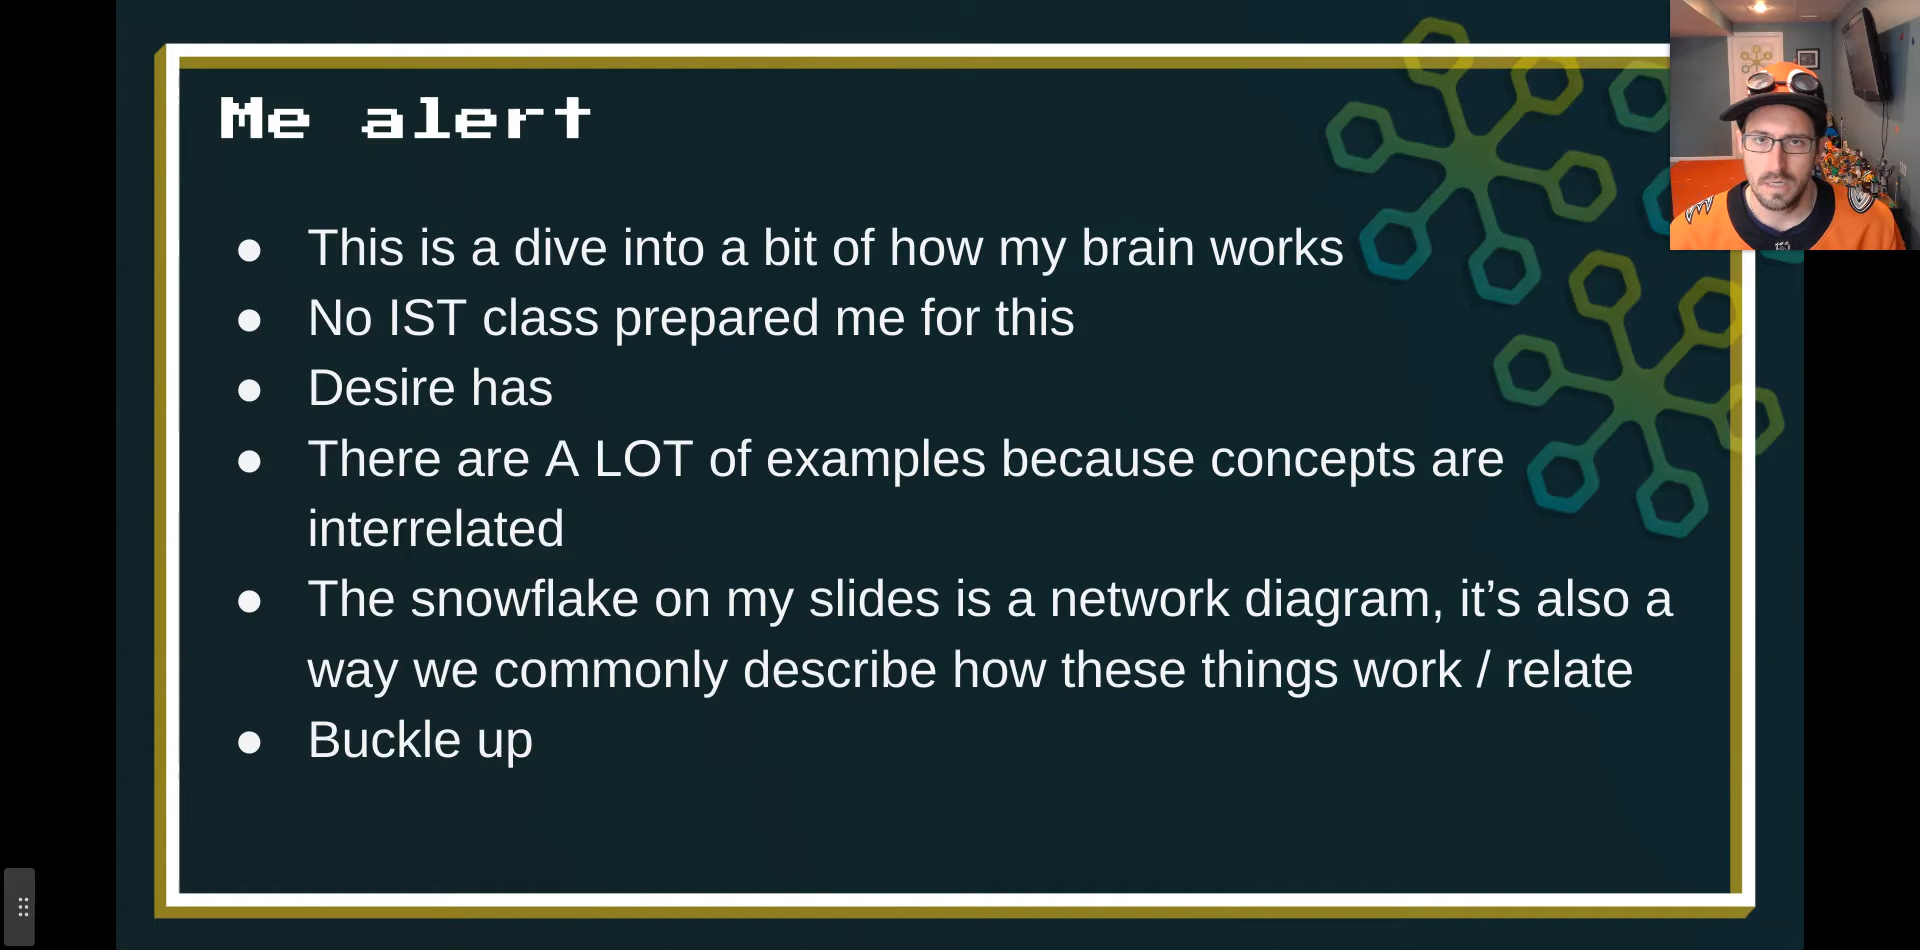 Me alert
● This is a dive into a bit of how my brain works
● No IST class prepared me for this
● Desire has
● There are A LOT of examples because concepts are
interrelated
● The snowflake on my slides is a network diagram, it’s also a
way we commonly describe how these things work / relate
● Buckle up